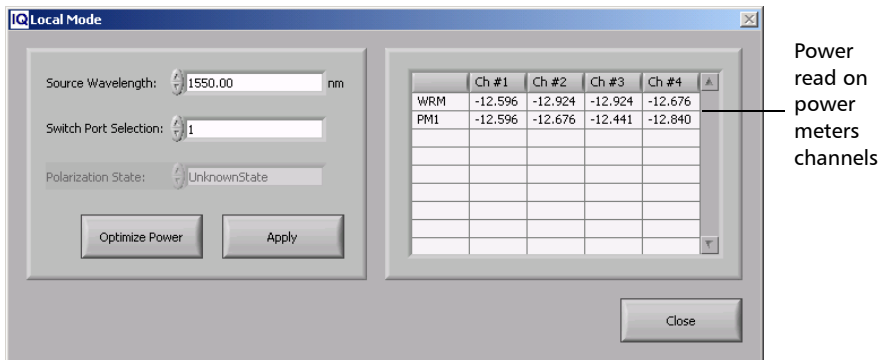 IQ Local Mode
Source Wavelength: 1550.00 nm
Switch Port Selection: 1
Polarization State: UnknownState
Optimize Power Apply
Ch #1 Ch #2 Ch #3 Ch #4
WRM -12.596 -12.924 -12.924 -12.676
PM1 -12.596 -12.676 -12.441 -12.840
Close
Power
read on
power
meters
channels